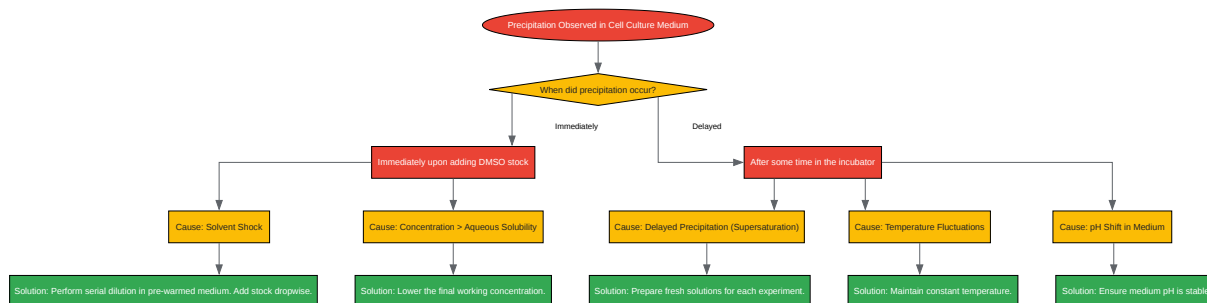 Precipitation Observed in Cell Culture Medium
When did precipitation occur?
Immediately
Delayed
Immediately upon adding DMSO stock
After some time in the incubator
Cause: Solvent Shock
Cause: Concentration > Aqueous Solubility
Cause: Delayed Precipitation (Supersaturation)
Cause: Temperature Fluctuations
Cause: pH Shift in Medium
Solution: Perform serial dilution in pre-warmed medium. Add stock dropwise.
Solution: Lower the final working concentration.
Solution: Prepare fresh solutions for each experiment.
Solution: Maintain constant temperature.
Solution: Ensure medium pH is stable